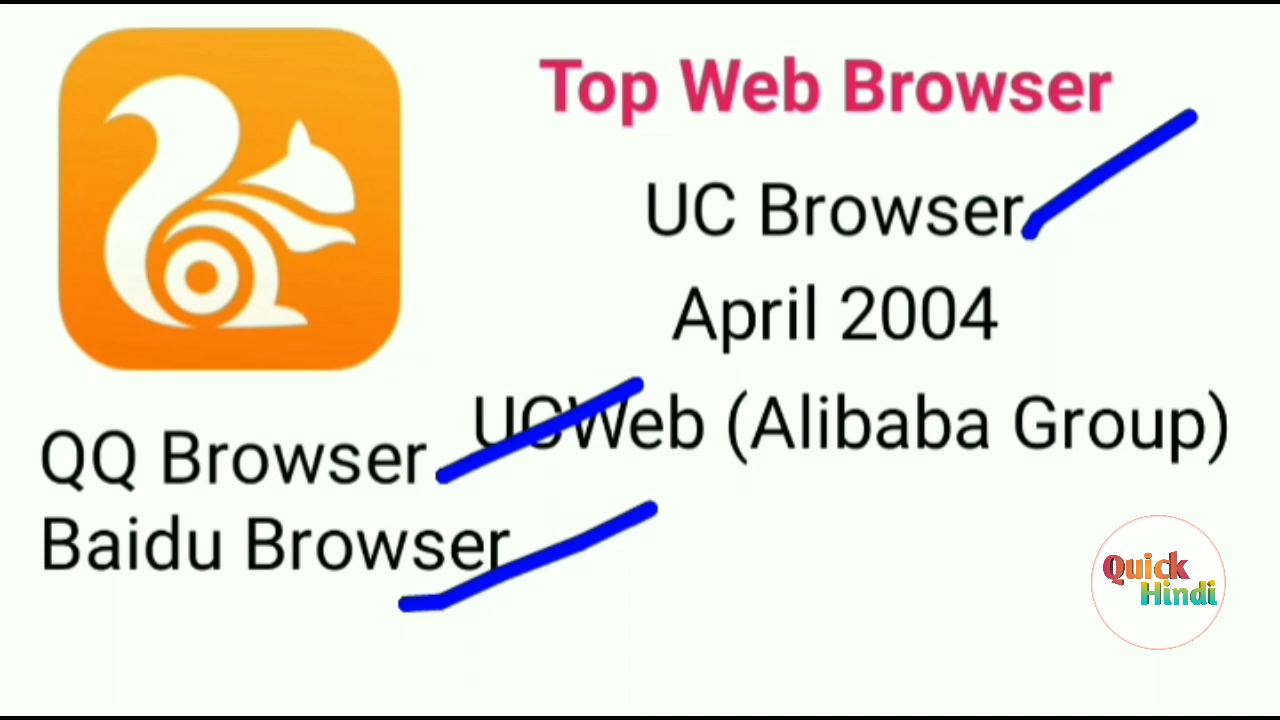 Top Web Browser
UC Browser
April 2004
UCWeb (Alibaba Group)
QQ Browser
Baidu Browser
Quick
Hindi